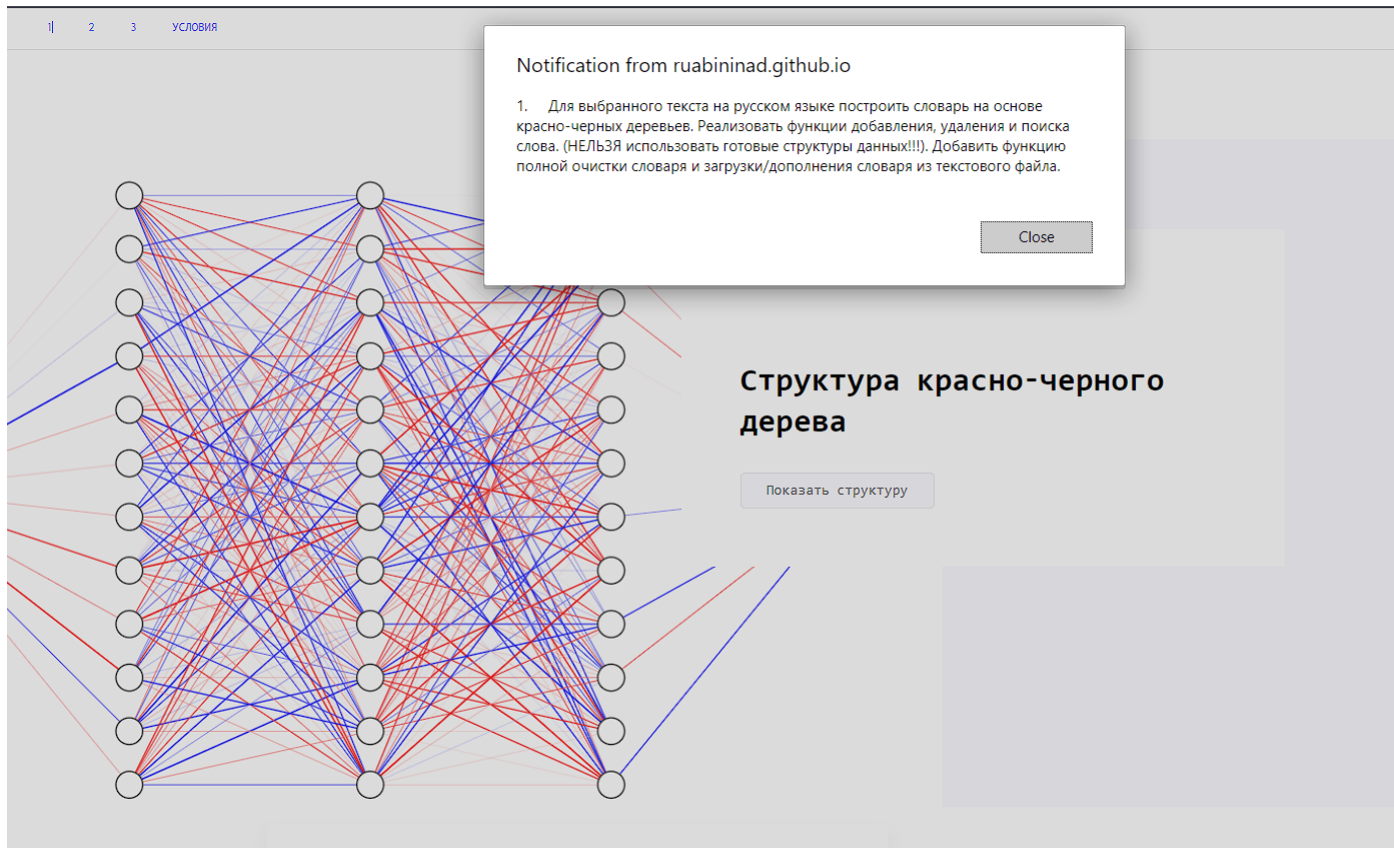 1 2 3 УСЛОВИЯ
Notification from ruabininad.github.io
1. Для выбранного текста на русском языке построить словарь на основе
красно-черных деревьев. Реализовать функции добавления, удаления и поиска
слова. (НЕЛЬЗЯ использовать готовые структуры данных!!!). Добавить функцию
полной очистки словаря и загрузки/дополнения словаря из текстового файла.
Close
Структура красно-черного
дерева
Показать структуру